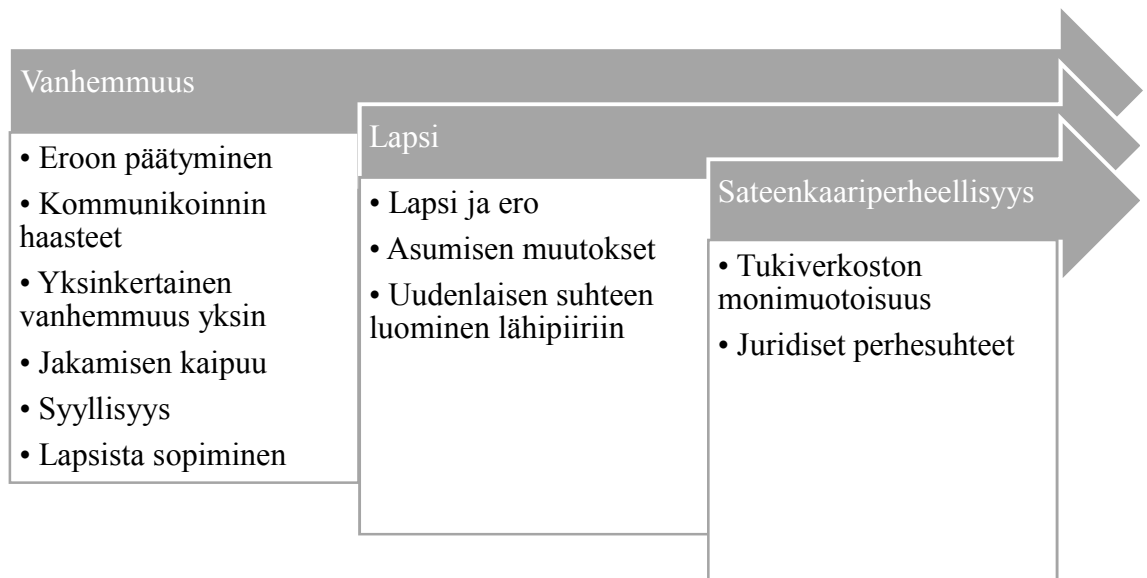 Vanhemmuus
• Eroon päätyminen
• Kommunikoinnin
haasteet
• Yksinkertainen
vanhemmuus yksin
• Jakamisen kaipuu
• Syyllisyys
• Lapsista sopiminen
Lapsi
• Lapsi ja ero
• Asumisen muutokset
• Uudenlaisen suhteen
luominen lähipiiriin
Sateenkaariperheellisyys
• Tukiverkoston
monimuotoisuus
• Juridiset perhesuhteet